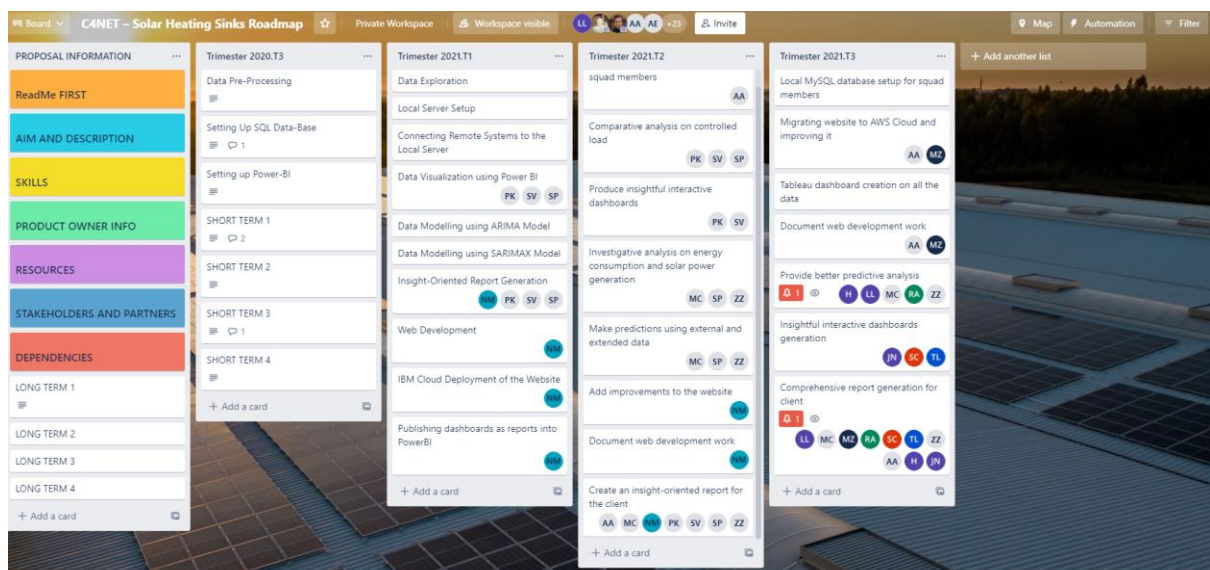 Board
C4NET – Solar Heating Sinks Roadmap
Private Workspace
Workspace visible
LL
AA
AE
+23
Invite
Map
Automation
Filter
PROPOSAL INFORMATION
ReadMe FIRST
AIM AND DESCRIPTION
SKILLS
PRODUCT OWNER INFO
RESOURCES
STAKEHOLDERS AND PARTNERS
DEPENDENCIES
LONG TERM 1
LONG TERM 2
LONG TERM 3
LONG TERM 4
+ Add a card
Trimester 2020.T3
Data Pre-Processing
Setting Up SQL Data-Base
1
Setting up Power-BI
SHORT TERM 1
2
SHORT TERM 2
SHORT TERM 3
1
SHORT TERM 4
+ Add a card
Trimester 2021.T1
Data Exploration
Local Server Setup
Connecting Remote Systems to the
Local Server
Data Visualization using Power BI
PK SV SP
Data Modelling using ARIMA Model
Data Modelling using SARIMAX Model
Insight-Oriented Report Generation
NM PK SV SP
Web Development
NM
IBM Cloud Deployment of the Website
NM
Publishing dashboards as reports into
PowerBI
NM
+ Add a card
Trimester 2021.T2
squad members
AA
Comparative analysis on controlled
load
PK SV SP
Produce insightful interactive
dashboards
PK SV
Investigative analysis on energy
consumption and solar power
generation
MC SP ZZ
Make predictions using external and
extended data
MC SP ZZ
Add improvements to the website
NM
Document web development work
NM
Create an insight-oriented report for
the client
AA MC NM PK SV SP ZZ
+ Add a card
Trimester 2021.T3
Local MySQL database setup for squad
members
Migrating website to AWS Cloud and
improving it
AA MZ
Tableau dashboard creation on all the
data
Document web development work
AA MZ
Provide better predictive analysis
1 H LL MC RA ZZ
Insightful interactive dashboards
generation
JN SC TL
Comprehensive report generation for
client
1
LL MC MZ RA SC TL ZZ
AA H JN
+ Add a card
+ Add another list